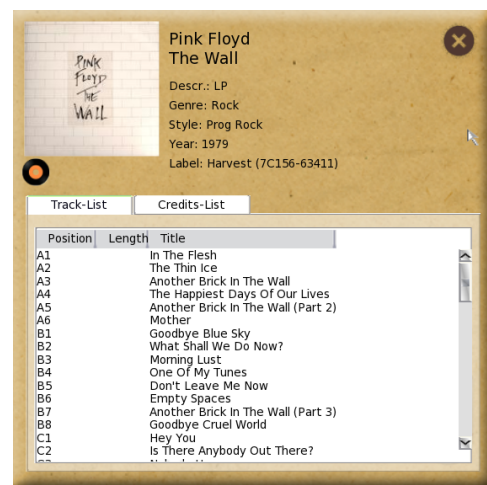 PINK
FLOYD
THE
WALL
Pink Floyd
The Wall
Descr.: LP
Genre: Rock
Style: Prog Rock
Year: 1979
Label: Harvest (7C156-63411)
Track-List Credits-List
Position Length Title
A1 In The Flesh
A2 The Thin Ice
A3 Another Brick In The Wall
A4 The Happiest Days Of Our Lives
A5 Another Brick In The Wall (Part 2)
A6 Mother
B1 Goodbye Blue Sky
B2 What Shall We Do Now?
B3 Morning Lust
B4 One Of My Tunes
B5 Don't Leave Me Now
B6 Empty Spaces
B7 Another Brick In The Wall (Part 3)
B8 Goodbye Cruel World
C1 Hey You
C2 Is There Anybody Out There?